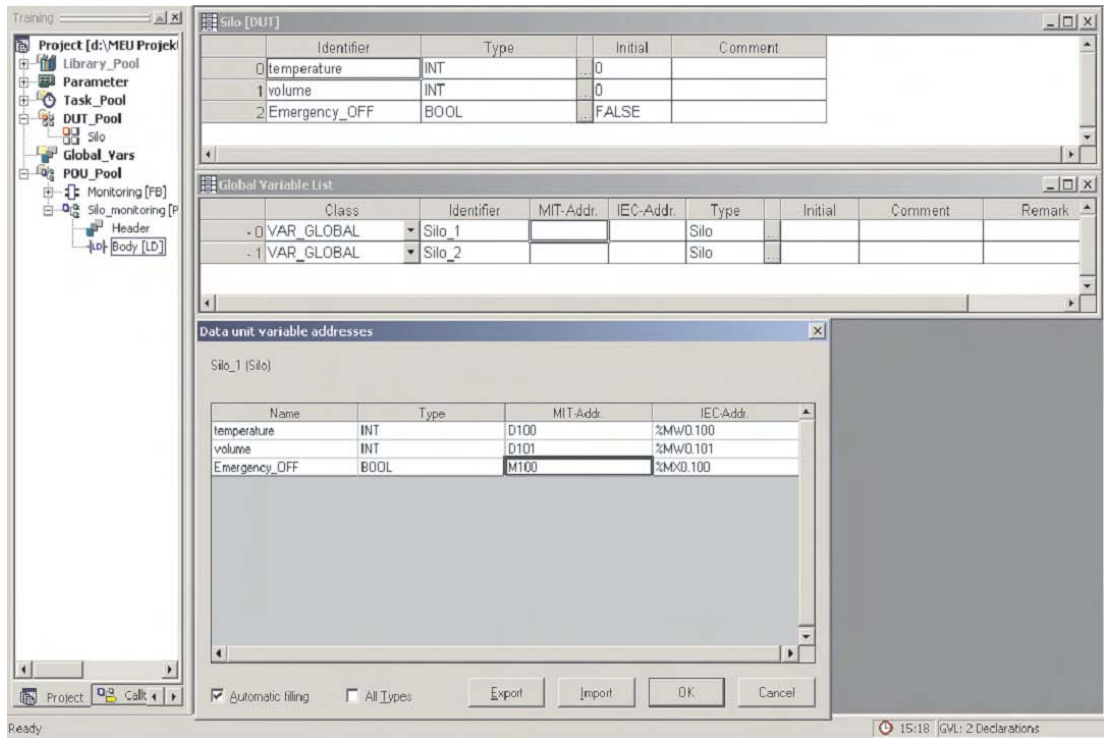 Training
Project [d:\MEU Projekt
Library_Pool
Parameter
Task_Pool
DUT_Pool
Silo
Global_Vars
POU_Pool
Monitoring [FB]
Silo_monitoring [P
Header
Body [LD]
Project Callt
Silo [DUT]
Identifier Type Initial Comment
0 temperature INT ... 0
1 volume INT ... 0
2 Emergency_OFF BOOL ... FALSE
Global Variable List
Class Identifier MIT-Addr. IEC-Addr. Type Initial Comment Remark
- 0 VAR_GLOBAL Silo_1 Silo ...
- 1 VAR_GLOBAL Silo_2 Silo ...
Data unit variable addresses
Silo_1 (Silo)
Name Type MIT-Addr. IEC-Addr.
temperature INT D100 %MW0.100
volume INT D101 %MW0.101
Emergency_OFF BOOL M100 %MX0.100
Automatic filling All Types Export Import OK Cancel
Ready 15:18 GVL: 2 Declarations